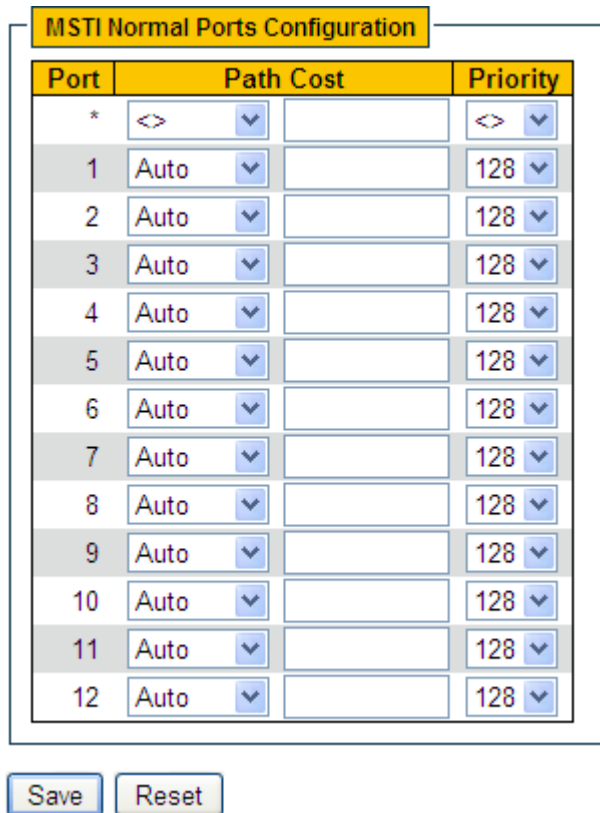 MSTI Normal Ports Configuration
Port Path Cost Priority
* <> <>
1 Auto 128
2 Auto 128
3 Auto 128
4 Auto 128
5 Auto 128
6 Auto 128
7 Auto 128
8 Auto 128
9 Auto 128
10 Auto 128
11 Auto 128
12 Auto 128
Save Reset